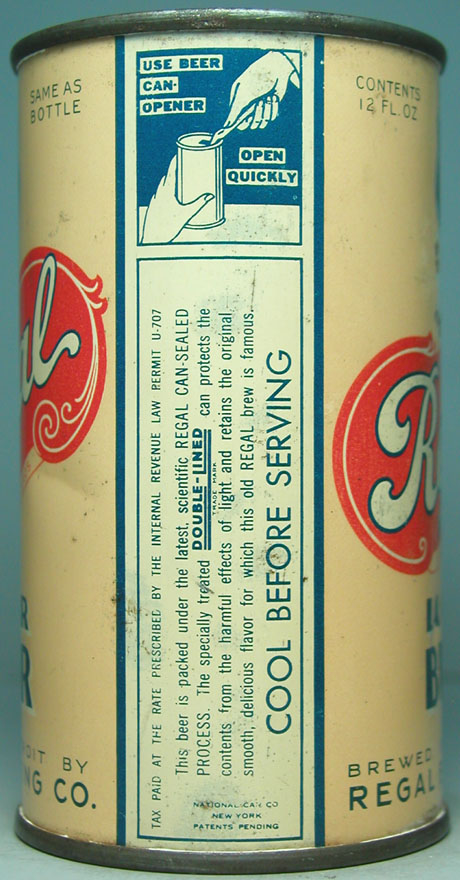 SAME AS
BOTTLE
USE BEER
CAN-
OPENER
OPEN
QUICKLY
CONTENTS
12 FL. OZ
TAX PAID AT THE RATE PRESCRIBED BY THE INTERNAL REVENUE LAW PERMIT U-707
This beer is packed under the latest, scientific REGAL CAN-SEALED
PROCESS. The specially treated DOUBLE-LINED can protects the
TRADE MARK
contents from the harmful effects of light and retains the original,
smooth, delicious flavor for which this old REGAL brew is famous.
COOL BEFORE SERVING
NATIONAL CAN CO
NEW YORK
PATENTS PENDING
al
R
BY
NG CO.
BREWED
REGAL